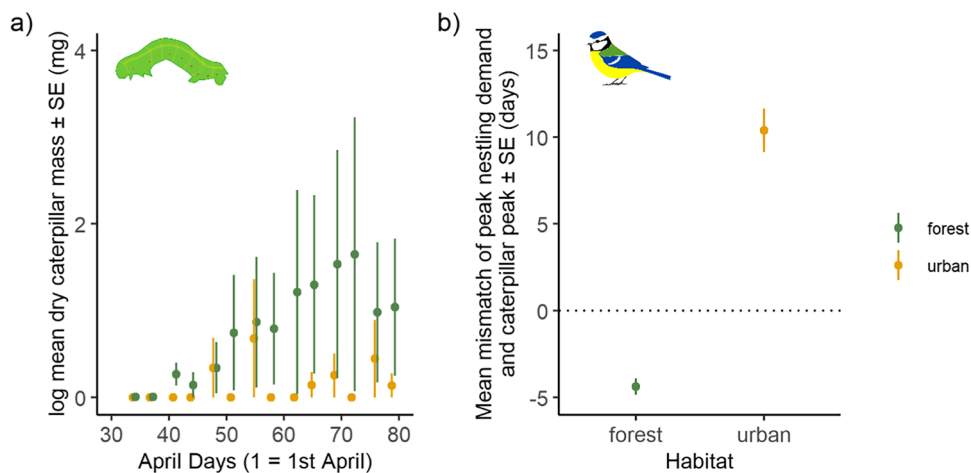 a)
log mean dry caterpillar mass ± SE (mg)
4
2
0
30 40 50 60 70 80
April Days (1 = 1st April)
b)
Mean mismatch of peak nestling demand
and caterpillar peak ± SE (days)
15
10
5
0
-5
forest urban
Habitat
forest
urban